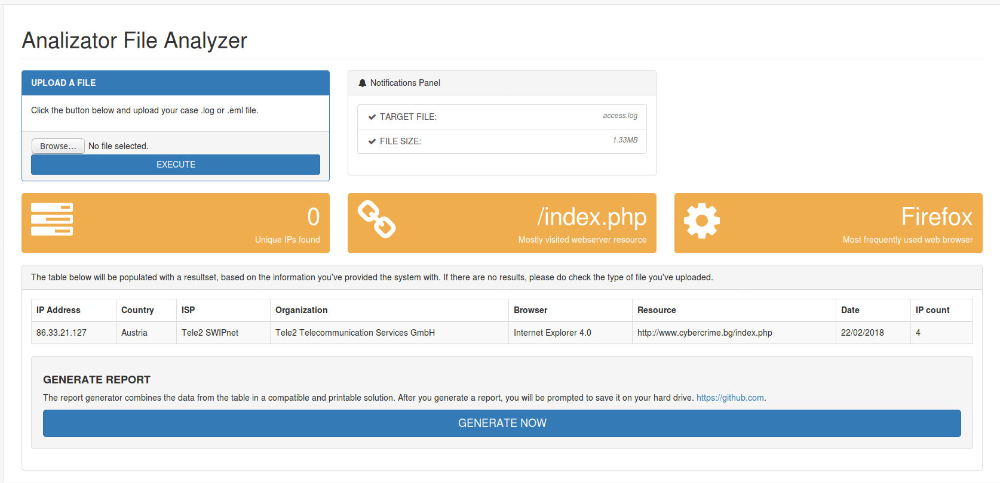 Analizator File Analyzer
UPLOAD A FILE
Click the button below and upload your case .log or .eml file.
Browse... No file selected.
EXECUTE
Notifications Panel
TARGET FILE: access.log
FILE SIZE: 1.33MB
0
Unique IPs found
/index.php
Mostly visited webserver resource
Firefox
Most frequently used web browser
The table below will be populated with a resultset, based on the information you've provided the system with. If there are no results, please do check the type of file you've uploaded.
IP Address Country ISP Organization Browser Resource Date IP count
86.33.21.127 Austria Tele2 SWIPnet Tele2 Telecommunication Services GmbH Internet Explorer 4.0 http://www.cybercrime.bg/index.php 22/02/2018 4
GENERATE REPORT
The report generator combines the data from the table in a compatible and printable solution. After you generate a report, you will be prompted to save it on your hard drive. https://github.com.
GENERATE NOW